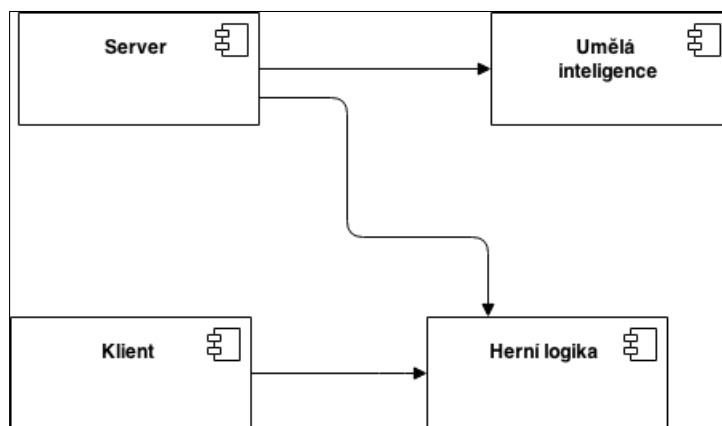 Server
Umělá
inteligence
Klient
Herní logika